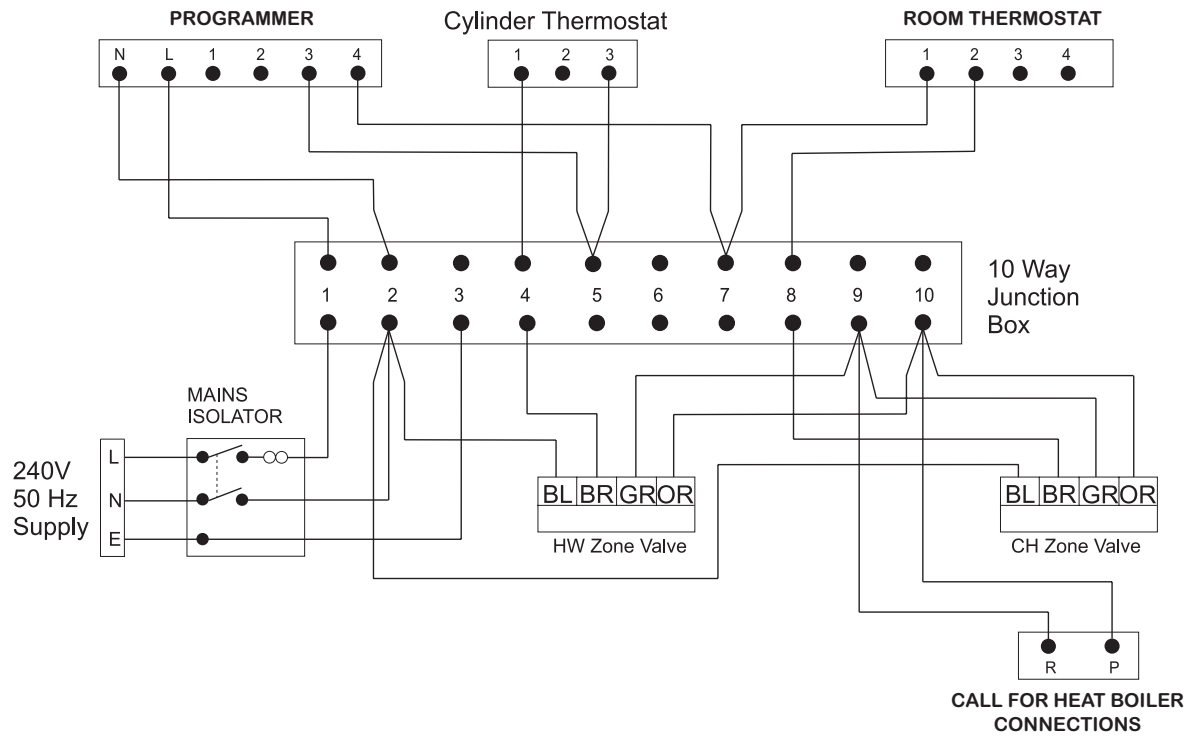 PROGRAMMER
Cylinder Thermostat
ROOM THERMOSTAT
N L 1 2 3 4
1 2 3
1 2 3 4
1 2 3 4 5 6 7 8 9 10
10 Way
Junction
Box
MAINS
ISOLATOR
240V
50 Hz
Supply
L
N
E
BL BR GR OR
HW Zone Valve
BL BR GR OR
CH Zone Valve
R P
CALL FOR HEAT BOILER
CONNECTIONS